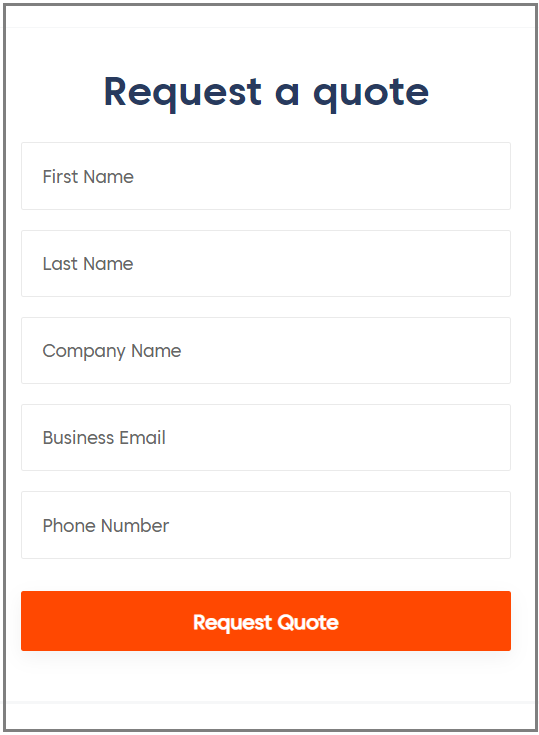 Request a quote
First Name
Last Name
Company Name
Business Email
Phone Number
Request Quote